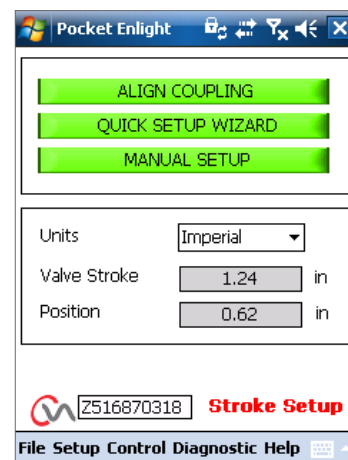 Pocket Enlight
ALIGN COUPLING
QUICK SETUP WIZARD
MANUAL SETUP
Units Imperial
Valve Stroke 1.24 in
Position 0.62 in
Z516870318 Stroke Setup
File Setup Control Diagnostic Help